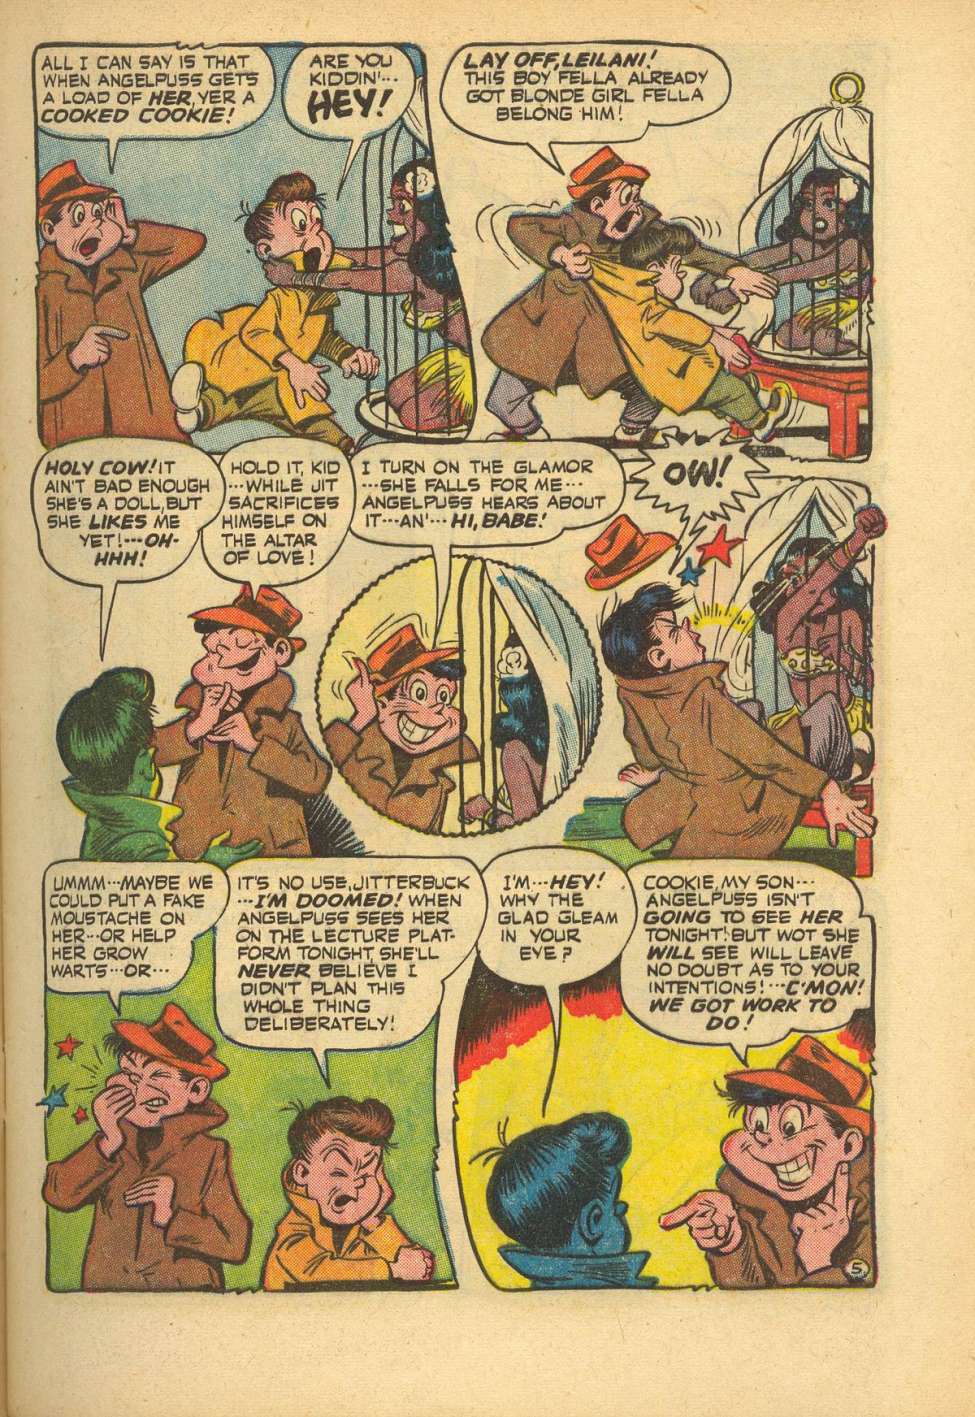 ALL I CAN SAY IS THAT
WHEN ANGELPUSS GETS
A LOAD OF HER, YER A
COOKED COOKIE!
ARE YOU
KIDDIN'---
HEY!
LAY OFF, LEILANI!
THIS BOY FELLA ALREADY
GOT BLONDE GIRL FELLA
BELONG HIM!
HOLY COW! IT
AIN'T BAD ENOUGH
SHE'S A DOLL, BUT
SHE LIKES ME
YET!---OH-
HHH!
HOLD IT, KID
---WHILE JIT
SACRIFICES
HIMSELF ON
THE ALTAR
OF LOVE!
I TURN ON THE GLAMOR
---SHE FALLS FOR ME---
ANGELPUSS HEARS ABOUT
IT---AN'--- HI, BABE!
OW!
UMMM---MAYBE WE
COULD PUT A FAKE
MOUSTACHE ON
HER---OR HELP
HER GROW
WARTS---OR---
IT'S NO USE, JITTERBUCK
---I'M DOOMED! WHEN
ANGELPUSS SEES HER
ON THE LECTURE PLAT-
FORM TONIGHT, SHE'LL
NEVER BELIEVE I
DIDN'T PLAN THIS
WHOLE THING
DELIBERATELY!
I'M---HEY!
WHY THE
GLAD GLEAM
IN YOUR
EYE?
COOKIE, MY SON---
ANGELPUSS ISN'T
GOING TO SEE HER
TONIGHT! BUT WOT SHE
WILL SEE WILL LEAVE
NO DOUBT AS TO YOUR
INTENTIONS!---C'MON!
WE GOT WORK TO
DO!
5